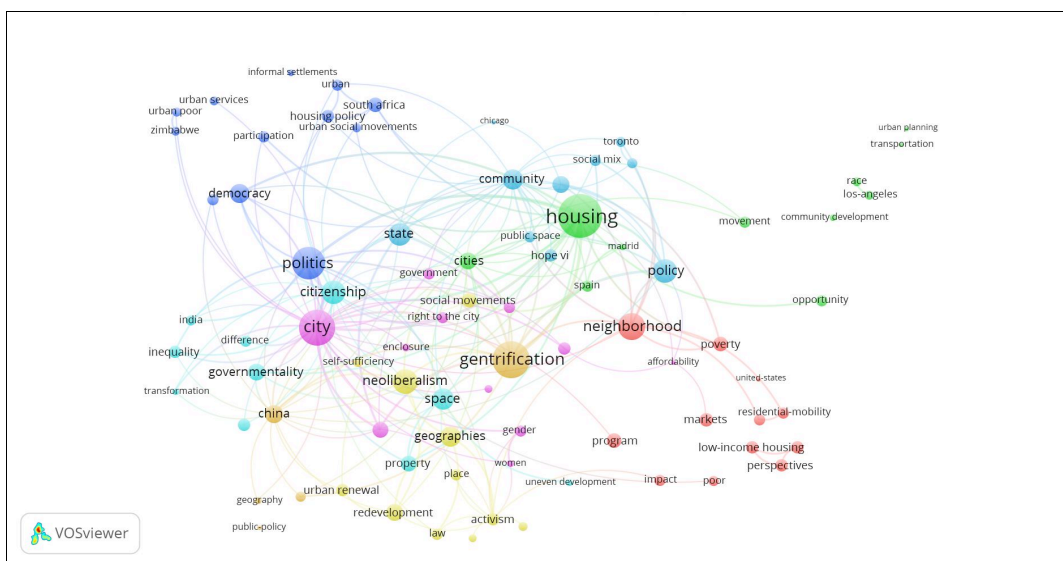 informal settlements
urban
urban services
south africa
urban poor
housing policy
urban social movements
zimbabwe
participation
chicago
toronto
urban planning
transportation
social mix
community
race
los-angeles
democracy
housing
movement
community development
state
public space
cities
madrid
hope vi
politics
government
policy
citizenship
spain
social movements
opportunity
right to the city
india
city
neighborhood
difference
enclosure
poverty
inequality
self-sufficiency
gentrification
affordability
governmentality
neoliberalism
united-states
transformation
space
china
residential-mobility
markets
geographies
gender
program
low-income housing
property
women
perspectives
place
uneven development
impact
poor
urban renewal
geography
redevelopment
activism
public-policy
law
VOSviewer